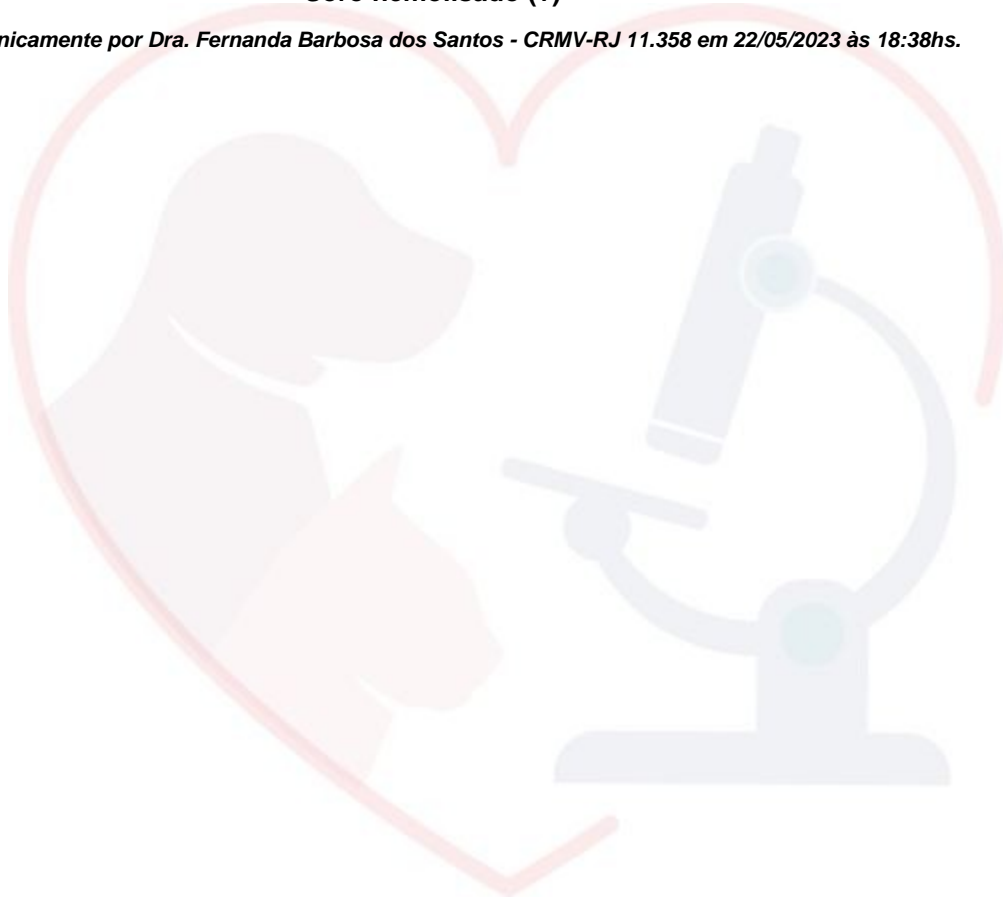 nicamente por Dra. Fernanda Barbosa dos Santos - CRMV-RJ 11.358 em 22/05/2023 às 18:38hs.